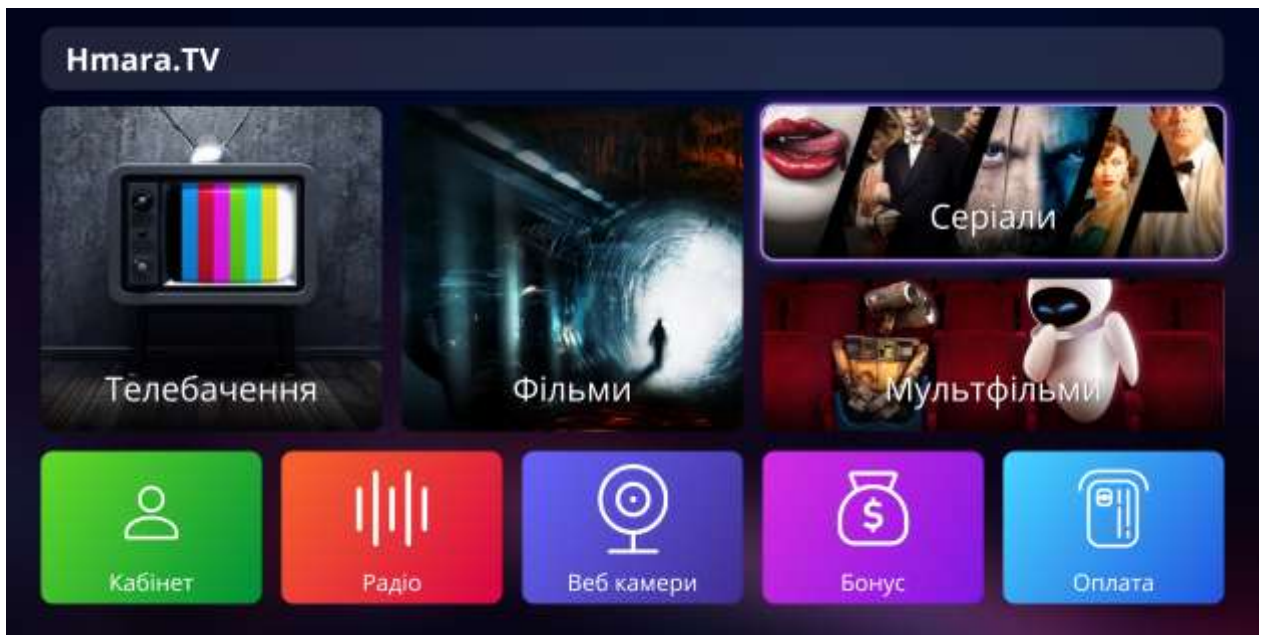 Hmara.TV
Серіали
Телебачення
Фільми
Мультфільми
Кабінет
Радіо
Веб камери
Бонус
Оплата